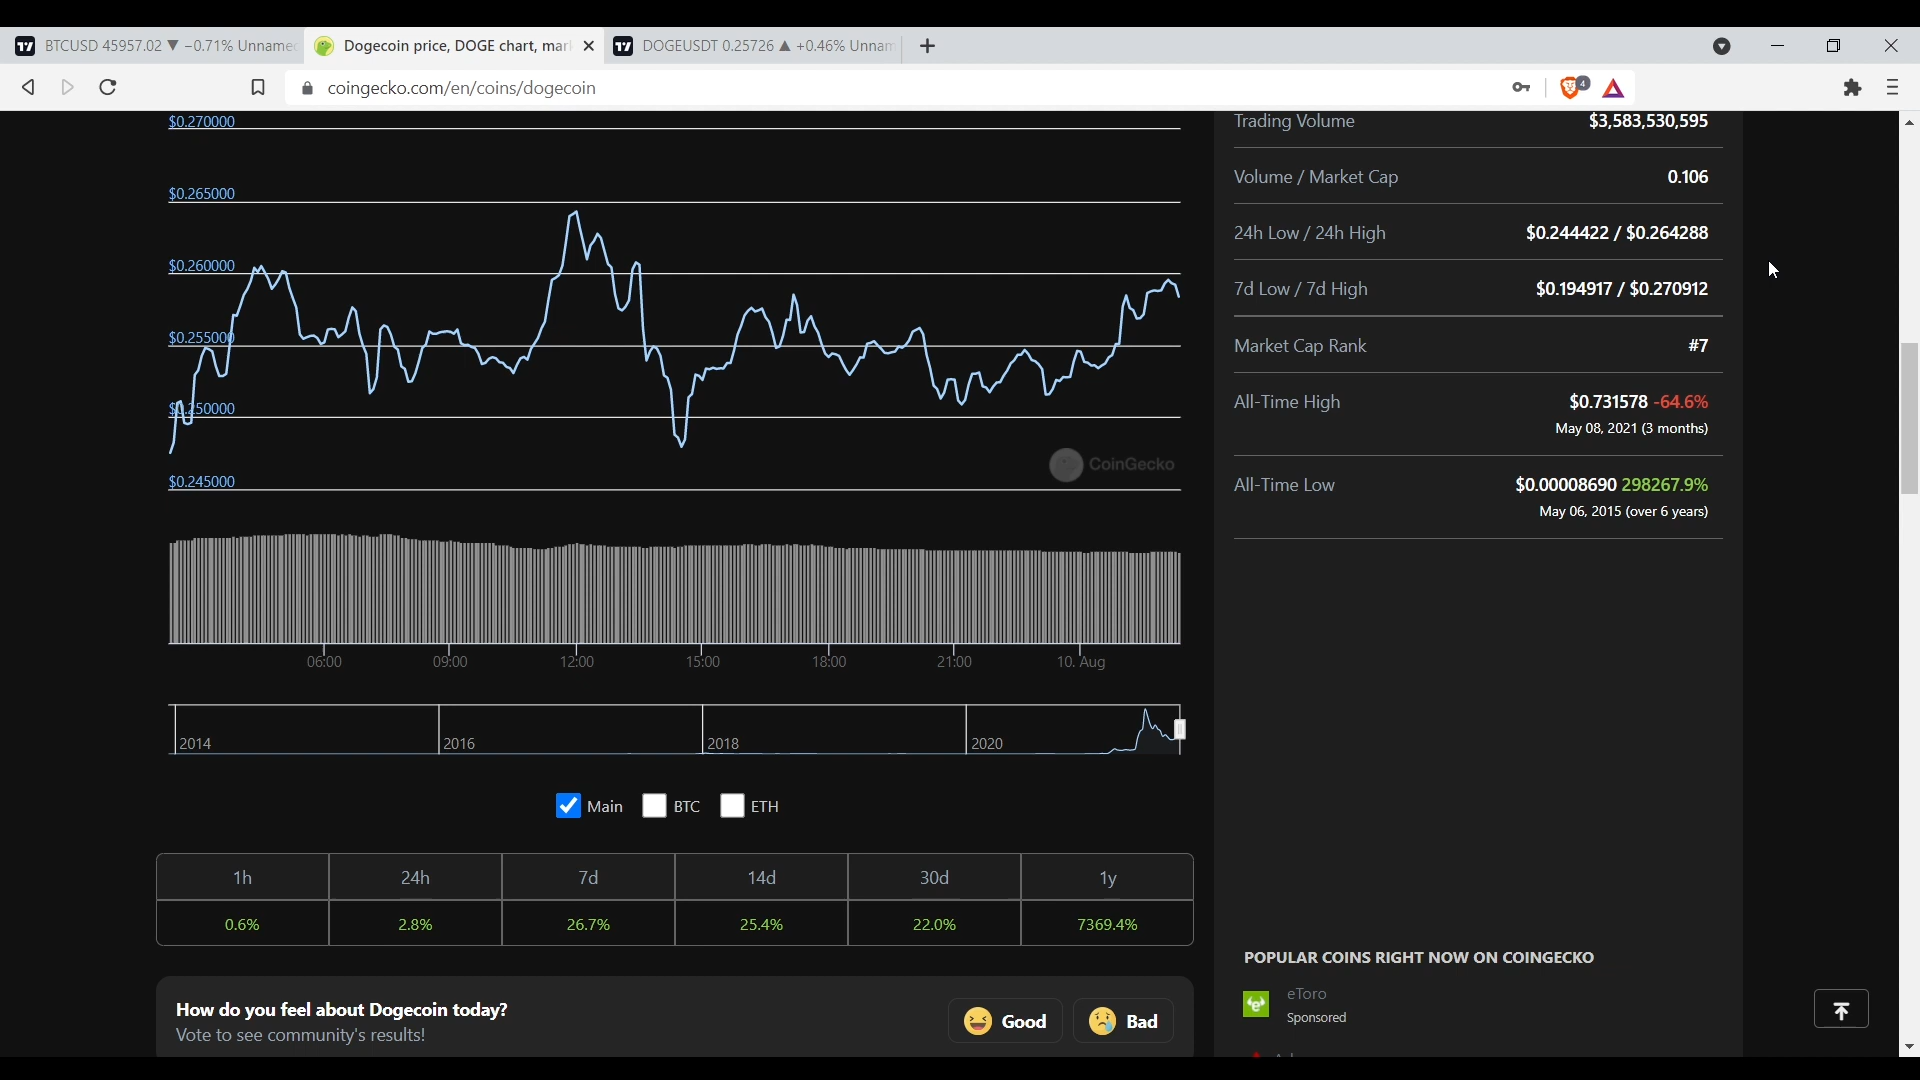 BTCUSD 45957.02 ▼ −0.71% Unname
Dogecoin price, DOGE chart, mar
DOGEUSDT 0.25726 ▲ +0.46% Unnam
coingecko.com/en/coins/dogecoin
4
$0.270000
$0.265000
$0.260000
$0.255000
$0.250000
$0.245000
CoinGecko
06:00 09:00 12:00 15:00 18:00 21:00 10. Aug
2014 2016 2018 2020
Main BTC ETH
1h 24h 7d 14d 30d 1y
0.6% 2.8% 26.7% 25.4% 22.0% 7369.4%
How do you feel about Dogecoin today?
Vote to see community's results!
Good Bad
Trading Volume $3,583,530,595
Volume / Market Cap 0.106
24h Low / 24h High $0.244422 / $0.264288
7d Low / 7d High $0.194917 / $0.270912
Market Cap Rank #7
All-Time High $0.731578 -64.6%
May 08, 2021 (3 months)
All-Time Low $0.00008690 298267.9%
May 06, 2015 (over 6 years)
POPULAR COINS RIGHT NOW ON COINGECKO
eToro
Sponsored